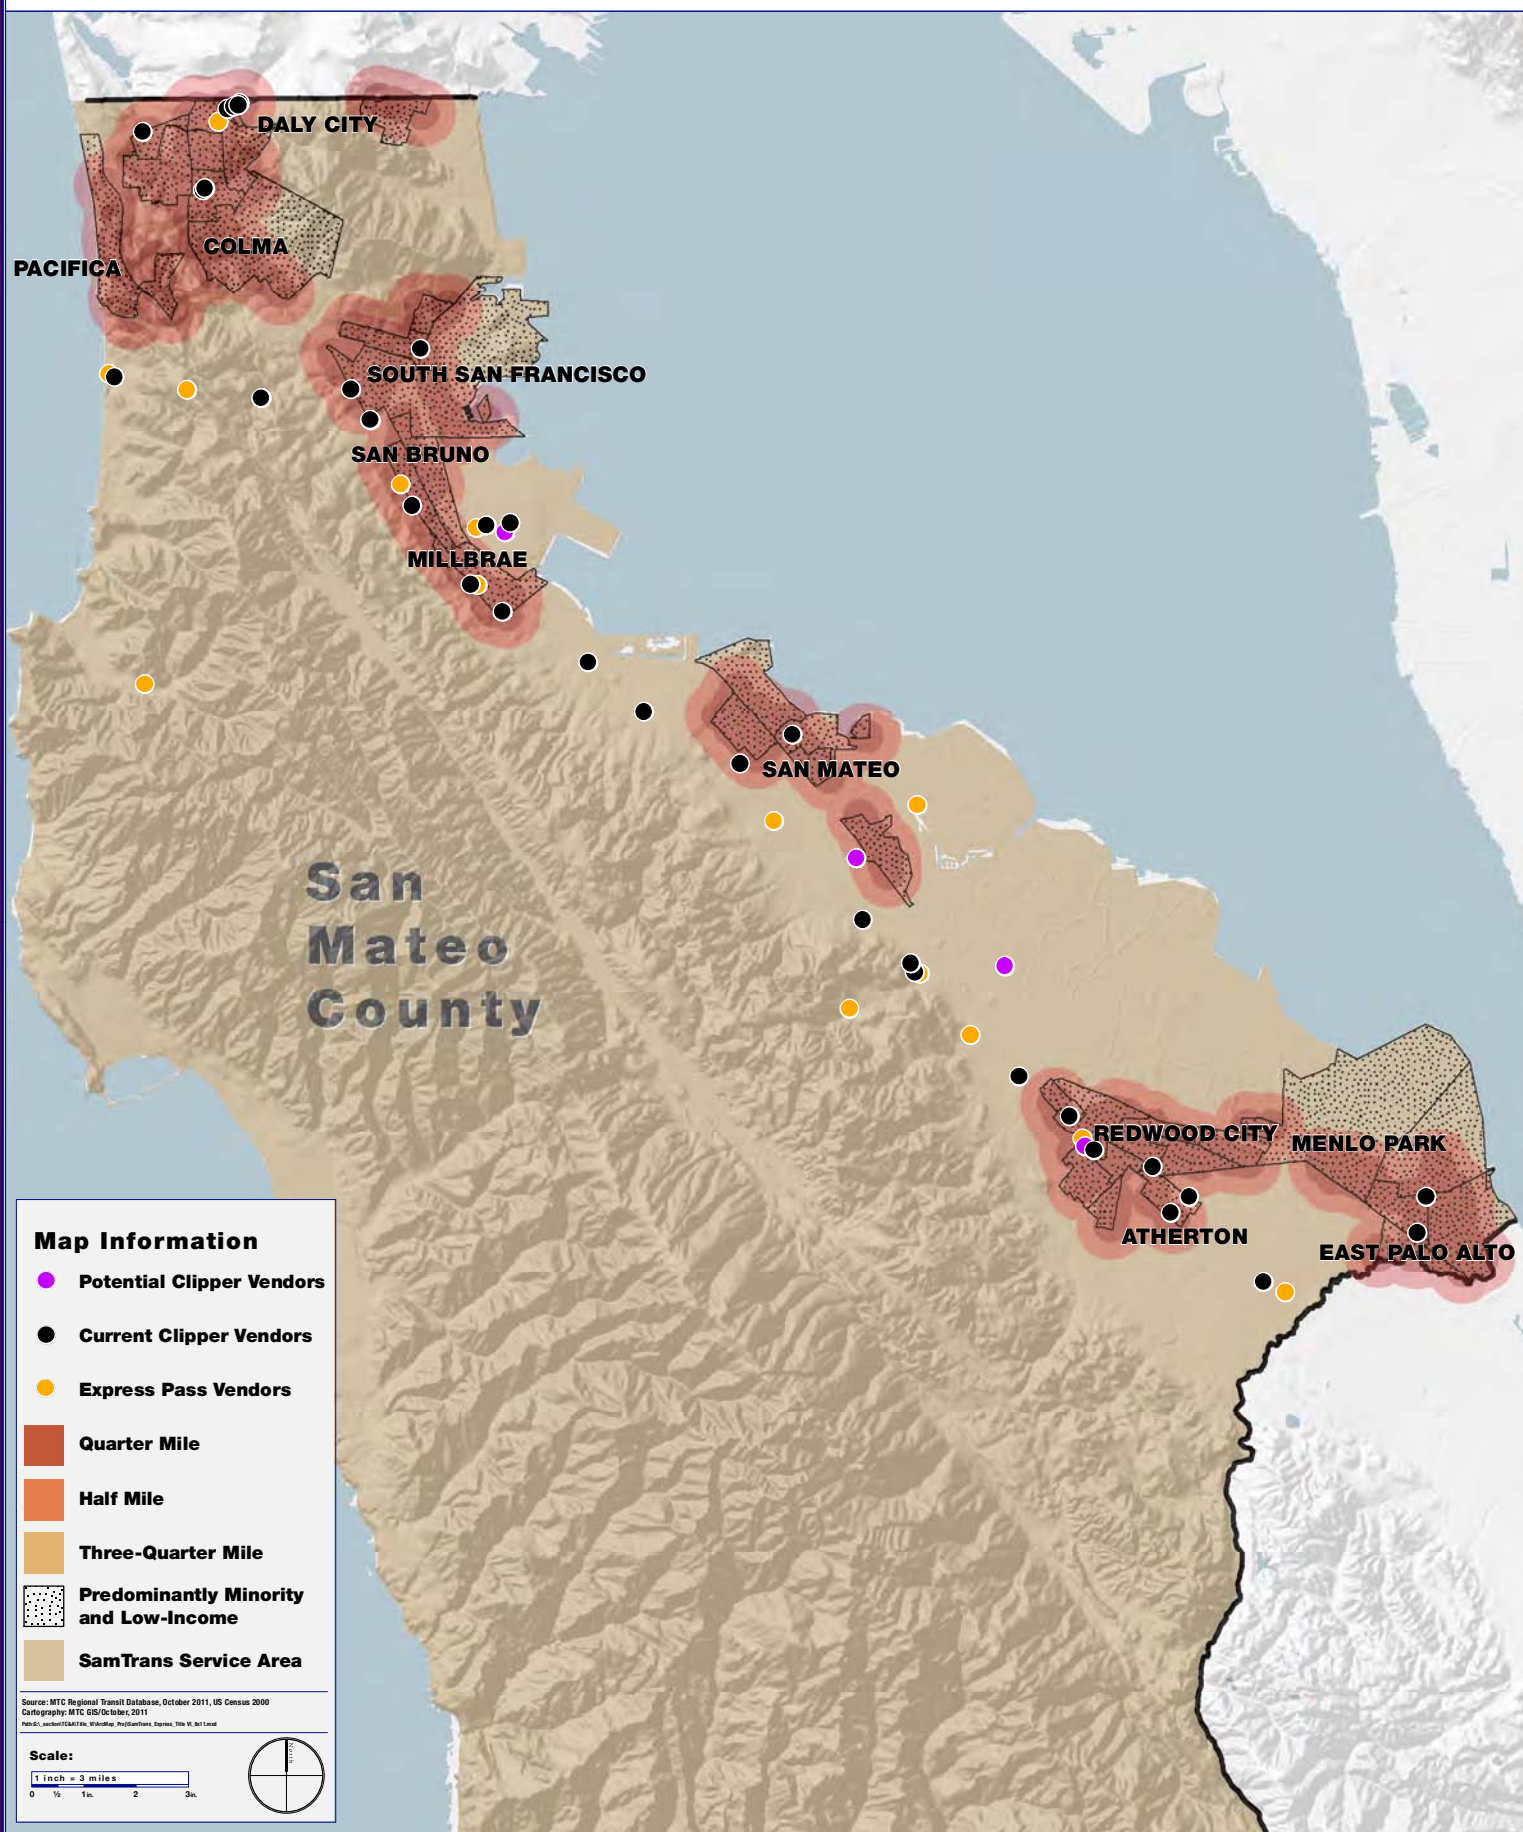 DALY CITY
COLMA
PACIFICA
SOUTH SAN FRANCISCO
SAN BRUNO
MILLBRAE
SAN MATEO
San
Mateo
County
REDWOOD CITY
MENLO PARK
ATHERTON
EAST PALO ALTO
Map Information
Potential Clipper Vendors
Current Clipper Vendors
Express Pass Vendors
Quarter Mile
Half Mile
Three-Quarter Mile
Predominantly Minority
and Low-Income
SamTrans Service Area
Source: MTC Regional Transit Database, October 2011, US Census 2000
Cartography: MTC GIS/October, 2011
Scale:
1 inch = 3 miles
0 ½ 1in. 2 3in.
North